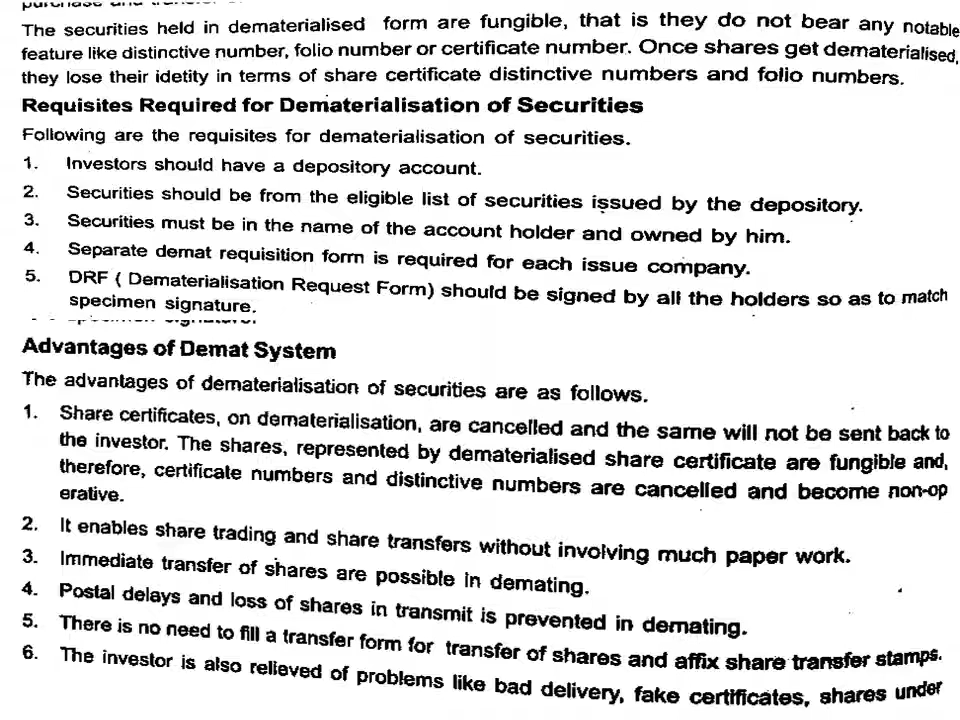 The securities held in dematerialised form are fungible, that is they do not bear any notable
feature like distinctive number, folio number or certificate number. Once shares get dematerialised,
they lose their idetity in terms of share certificate distinctive numbers and folio numbers.
Requisites Required for Dematerialisation of Securities
Following are the requisites for dematerialisation of securities.
1. Investors should have a depository account.
2. Securities should be from the eligible list of securities issued by the depository.
3. Securities must be in the name of the account holder and owned by him.
4. Separate demat requisition form is required for each issue company.
5. DRF ( Dematerialisation Request Form) should be signed by all the holders so as to match
specimen signature.
Advantages of Demat System
The advantages of dematerialisation of securities are as follows.
1. Share certificates, on dematerialisation, are cancelled and the same will not be sent back to
the investor. The shares, represented by dematerialised share certificate are fungible and,
therefore, certificate numbers and distinctive numbers are cancelled and become non-op
erative.
2. It enables share trading and share transfers without involving much paper work.
3. Immediate transfer of shares are possible in demating.
4. Postal delays and loss of shares in transmit is prevented in demating.
5. There is no need to fill a transfer form for transfer of shares and affix share transfer stamps.
6. The investor is also relieved of problems like bad delivery, fake certificates, shares under